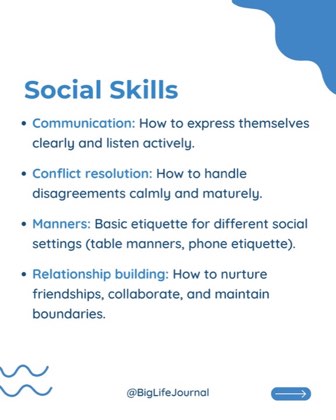 Social Skills
• Communication: How to express themselves
clearly and listen actively.
• Conflict resolution: How to handle
disagreements calmly and maturely.
• Manners: Basic etiquette for different social
settings (table manners, phone etiquette).
• Relationship building: How to nurture
friendships, collaborate, and maintain
boundaries.
@BigLifeJournal